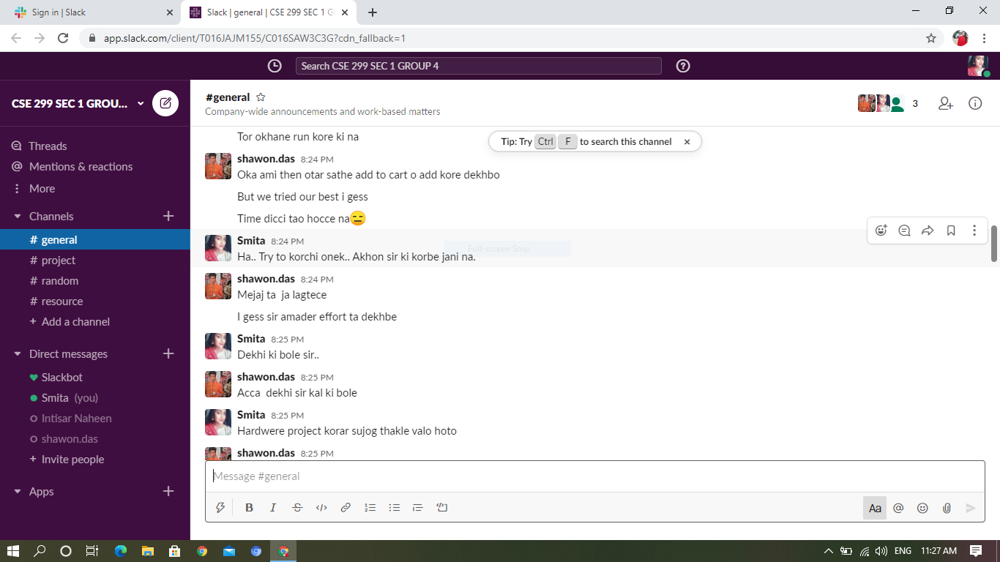 Sign in | Slack
Slack | general | CSE 299 SEC 1 G
app.slack.com/client/T016JAJM155/C016SAW3C3G?cdn_fallback=1
Search CSE 299 SEC 1 GROUP 4
CSE 299 SEC 1 GROU...
#general
Company-wide announcements and work-based matters
3
Threads
Mentions & reactions
More
Channels
# general
# project
# random
# resource
+ Add a channel
Direct messages
Slackbot
Smita (you)
Intisar Naheen
shawon.das
+ Invite people
Apps
Tor okhane run kore ki na
Tip: Try Ctrl F to search this channel
shawon.das 8:24 PM
Oka ami then otar sathe add to cart o add kore dekhbo
But we tried our best i gess
Time dicci tao hocce na😑
Smita 8:24 PM
Full-screen Snip
Ha.. Try to korchi onek.. Akhon sir ki korbe jani na.
shawon.das 8:24 PM
Mejaj ta ja lagtece
I gess sir amader effort ta dekhbe
Smita 8:25 PM
Dekhi ki bole sir..
shawon.das 8:25 PM
Acca dekhi sir kal ki bole
Smita 8:25 PM
Hardwere project korar sujog thakle valo hoto
shawon.das 8:25 PM
Message #general
B I S </> Aa @
ENG 11:27 AM